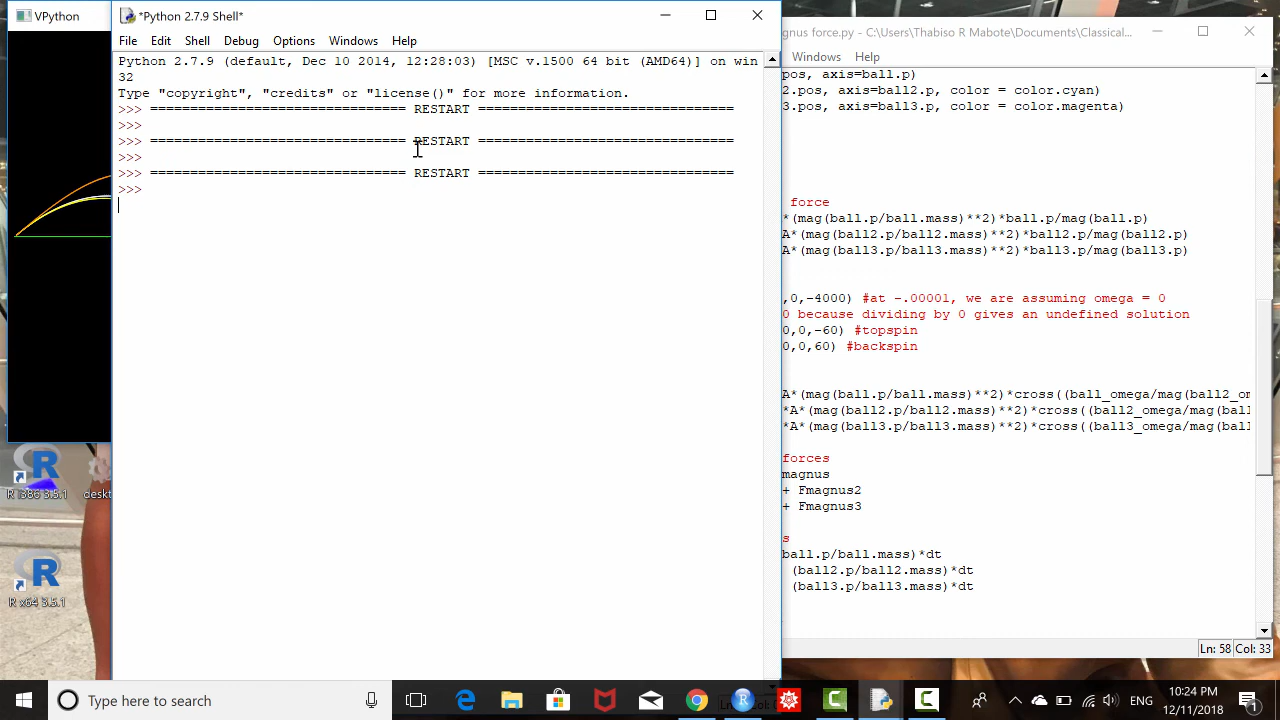 VPython
*Python 2.7.9 Shell*
File Edit Shell Debug Options Windows Help
Python 2.7.9 (default, Dec 10 2014, 12:28:03) [MSC v.1500 64 bit (AMD64)] on win
32
Type "copyright", "credits" or "license()" for more information.
>>> ================================ RESTART ================================
>>>
>>> ================================ RESTART ================================
>>>
>>> ================================ RESTART ================================
>>>
agnus force.py - C:\Users\Thabiso R Mabote\Documents\Classical...
Windows Help
pos, axis=ball.p)
2.pos, axis=ball2.p, color = color.cyan)
3.pos, axis=ball3.p, color = color.magenta)
force
*(mag(ball.p/ball.mass)**2)*ball.p/mag(ball.p)
A*(mag(ball2.p/ball2.mass)**2)*ball2.p/mag(ball2.p)
A*(mag(ball3.p/ball3.mass)**2)*ball3.p/mag(ball3.p)
,0,-4000) #at -.00001, we are assuming omega = 0
0 because dividing by 0 gives an undefined solution
0,0,-60) #topspin
0,0,60) #backspin
A*(mag(ball.p/ball.mass)**2)*cross((ball_omega/mag(ball2_om
*A*(mag(ball2.p/ball2.mass)**2)*cross((ball2_omega/mag(ball
*A*(mag(ball3.p/ball3.mass)**2)*cross((ball3_omega/mag(ball
forces
magnus
+ Fmagnus2
+ Fmagnus3
s
ball.p/ball.mass)*dt
(ball2.p/ball2.mass)*dt
(ball3.p/ball3.mass)*dt
Ln: 58 Col: 33
R i386 3.5.1
deskt
R x64 3.5.1
Type here to search
ENG
10:24 PM
12/11/2018
1